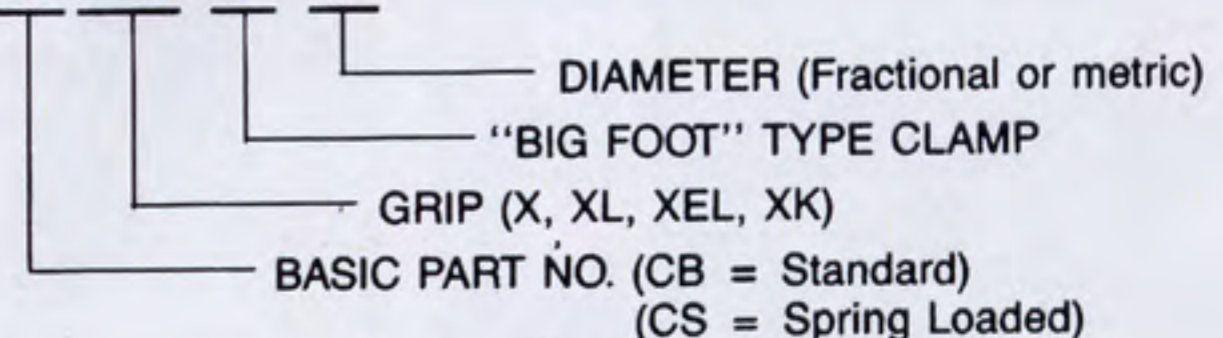 DIAMETER (Fractional or metric)
"BIG FOOT" TYPE CLAMP
GRIP (X, XL, XEL, XK)
BASIC PART NO. (CB = Standard)
(CS = Spring Loaded)